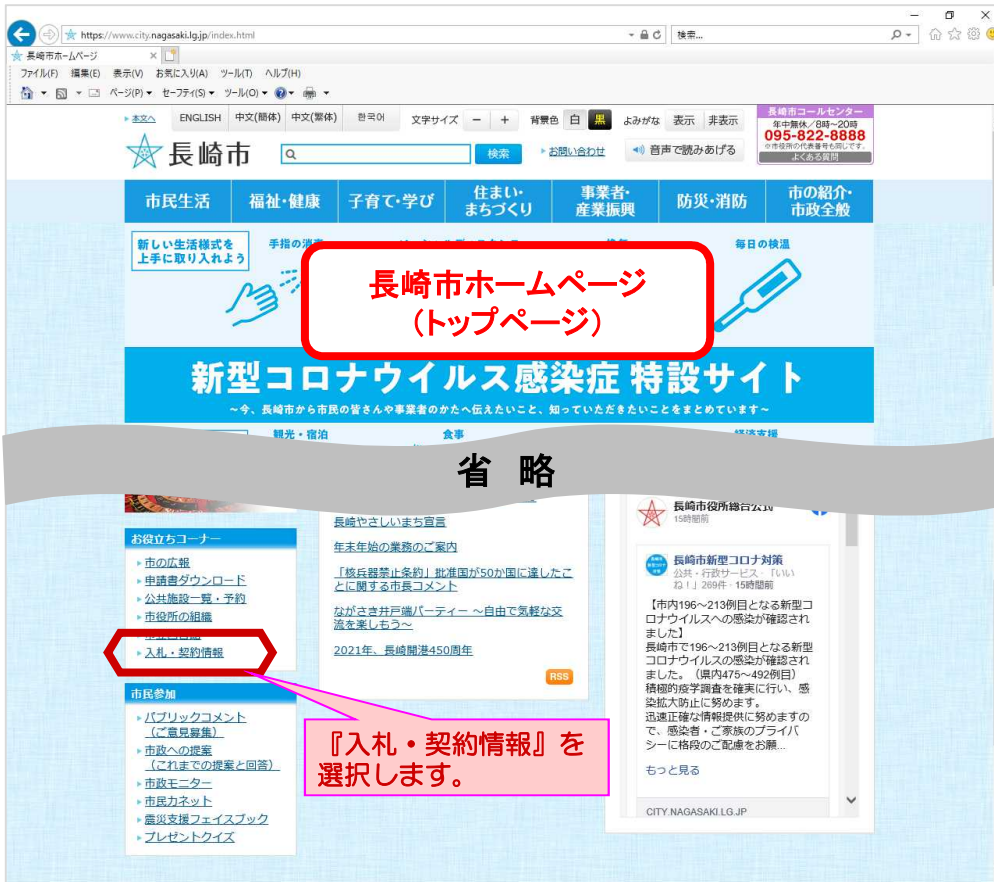 https://www.city.nagasaki.lg.jp/index.html
検索...
長崎市ホームページ
ファイル(F) 編集(E) 表示(V) お気に入り(A) ツール(T) ヘルプ(H)
ページ(P) セーフティ(S) ツール(O)
本文へ ENGLISH 中文(簡体) 中文(繁体) 한국어 文字サイズ － ＋ 背景色 白 黒 よみがな 表示 非表示
長崎市コールセンター
年中無休／8時～20時
095-822-8888
※市役所の代表番号も同じです。
よくある質問
長崎市 検索 お問い合わせ 音声で読みあげる
市民生活 福祉・健康 子育て・学び 住まい・まちづくり 事業者・産業振興 防災・消防 市の紹介・市政全般
新しい生活様式を
上手に取り入れよう
毎日の検温
長崎市ホームページ
(トップページ)
新型コロナウイルス感染症 特設サイト
～今、長崎市から市民の皆さんや事業者のかたへ伝えたいこと、知っていただきたいことをまとめています～
観光・宿泊 食事
省 略
長崎やさしいまち宣言
年末年始の業務のご案内
「核兵器禁止条約」批准国が50か国に達したこ
とに関する市長コメント
ながさき井戸端パーティー ～自由で気軽な交
流を楽しもう～
2021年、長崎開港450周年
RSS
お役立ちコーナー
市の広報
申請書ダウンロード
公共施設一覧・予約
市役所の組織
入札・契約情報
市民参加
パブリックコメント
（ご意見募集）
市政への提案
（これまでの提案と回答）
市政モニター
市民力ネット
震災支援フェイスブック
プレゼントクイズ
『入札・契約情報』を
選択します。
長崎市役所総合公式
15時間前
長崎市新型コロナ対策
公共・行政サービス・「いい
ね！」269件・15時間前
【市内196～213例目となる新型コ
ロナウイルスへの感染が確認され
ました】
長崎市で196～213例目となる新型
コロナウイルスの感染が確認され
ました。（県内475～492例目）
積極的疫学調査を確実に行い、感
染拡大防止に努めます。
迅速正確な情報提供に努めますの
で、感染者・ご家族のプライバ
シーに格段のご配慮をお願...
もっと見る
CITY.NAGASAKI.LG.JP